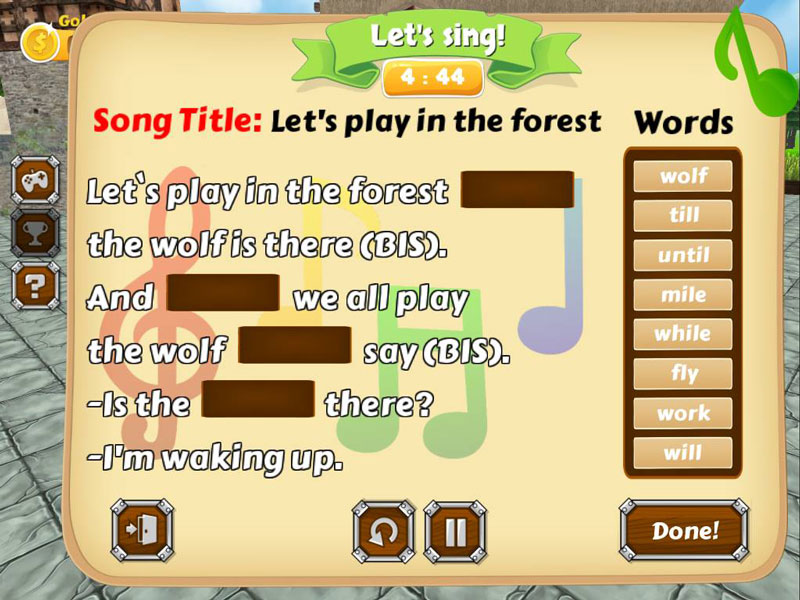 Gol
Let's sing!
4 : 44
Song Title: Let's play in the forest
Words
Let`s play in the forest
the wolf is there (BIS).
And we all play
the wolf say (BIS).
-Is the there?
-I'm waking up.
wolf
till
until
mile
while
fly
work
will
?
Done!